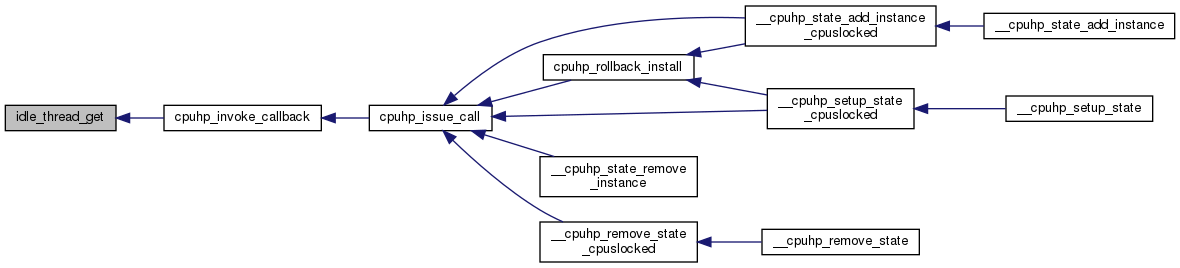 idle_thread_get
cpuhp_invoke_callback
cpuhp_issue_call
__cpuhp_state_add_instance
_cpuslocked
__cpuhp_state_add_instance
cpuhp_rollback_install
__cpuhp_setup_state
_cpuslocked
__cpuhp_setup_state
__cpuhp_state_remove
_instance
__cpuhp_remove_state
_cpuslocked
__cpuhp_remove_state